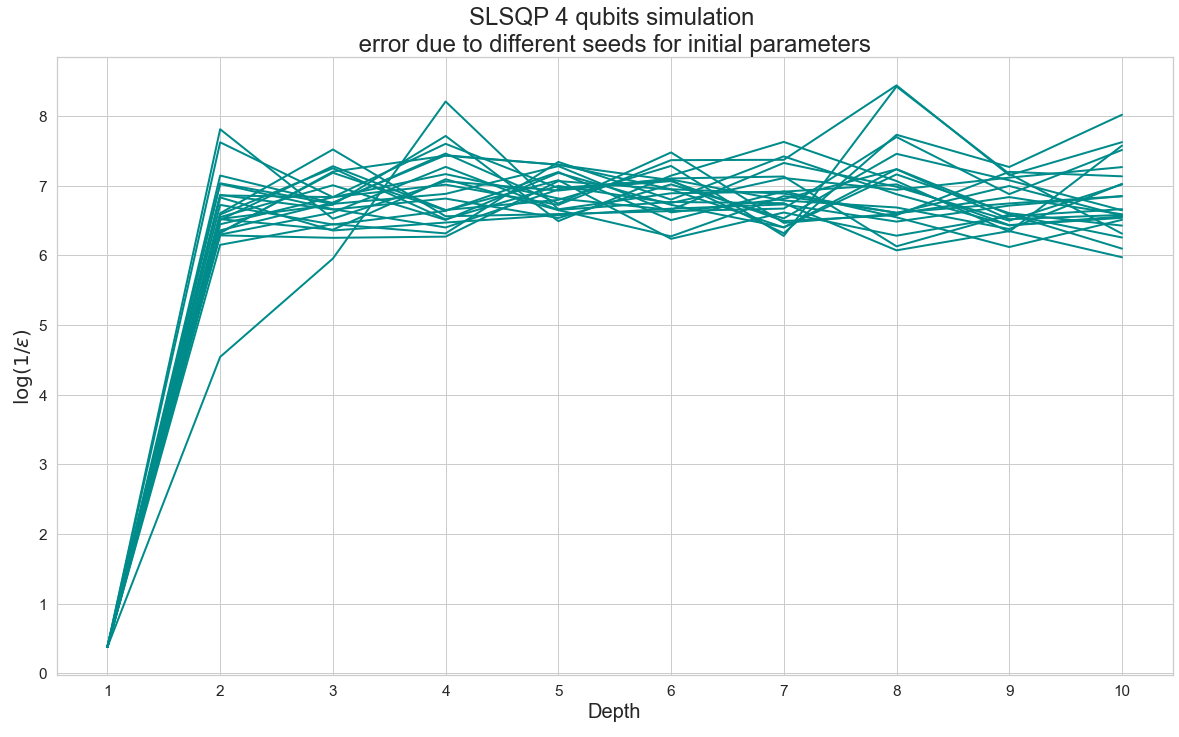 SLSQP 4 qubits simulation
error due to different seeds for initial parameters
log(1/ε)
8
7
6
5
4
3
2
1
0
1 2 3 4 5 6 7 8 9 10
Depth